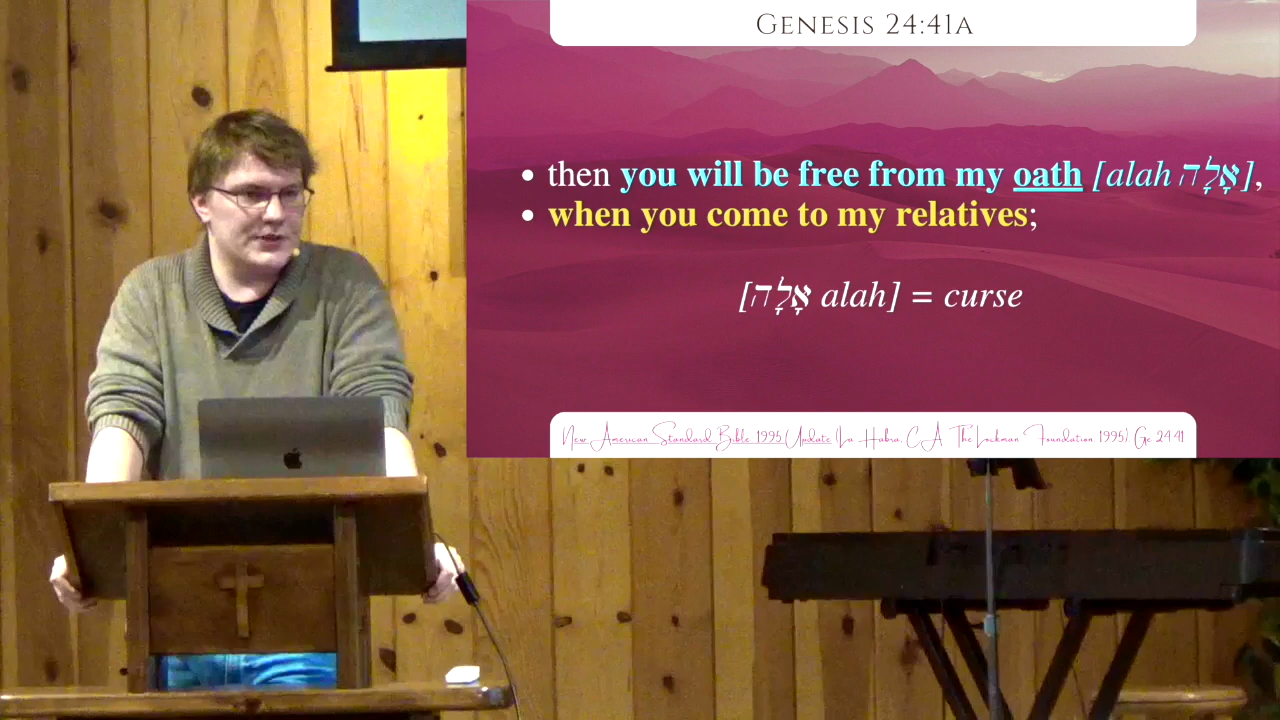 Genesis 24:41a
• then you will be free from my oath [alah אָלָה],
• when you come to my relatives;
[אָלָה alah] = curse
New American Standard Bible 1995 Update (La Habra, CA: The Lockman Foundation, 1995), Ge 24:41